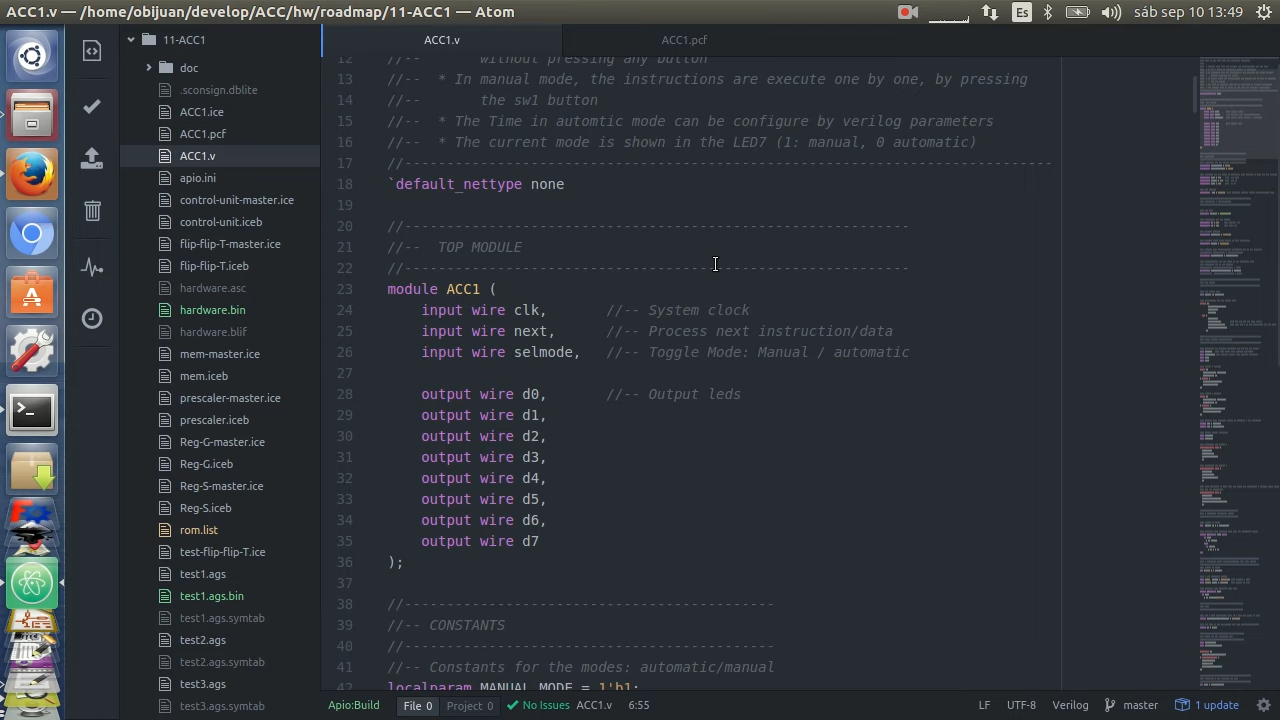 ACC1.v — /home/obijuan/develop/ACC/hw/roadmap/11-ACC1 — Atom
Es
sáb sep 10 13:49
11-ACC1
doc
.sconsign.dblite
ACC1.ice
ACC1.pcf
ACC1.v
apio.ini
control-unit-master.ice
control-unit.iceb
flip-flip-T-master.ice
flip-flip-T.iceb
hardware.asc
hardware.bin
hardware.blif
mem-master.ice
mem.iceb
prescaler-master.ice
prescaler.iceb
Reg-G-master.ice
Reg-G.iceb
Reg-S-master.ice
Reg-S.iceb
rom.list
test-flip-flip-T.ice
test1.ags
test1.ags.bin
test1.ags.symtab
test2.ags
test2.ags.symtab
test3.ags
test3.ags.symtab
ACC1.v
ACC1.pcf
12 //-- without pressing any button
13 //-- * In manual mode, the instructions are execute one by one, by pressing
14 //-- the sw1 button
15 //-- * The initial automatic mode can be configured by verilog parameters
16 //-- * The current mode is shown in the LED7 (1: manual, 0 automatic)
17 //------------------------------------------------------------------------------
18 `default_nettype none
19
20 //-------------------------------------------------------------
21 //-- TOP MODULE
22 //-------------------------------------------------------------
23 module ACC1 (
24 input wire clk, //-- System clock
25 input wire next, //-- Process next instruction/data
26 input wire selmode, //-- Toggle Mode: Manual / automatic
27
28 output wire d0, //-- Output leds
29 output wire d1,
30 output wire d2,
31 output wire d3,
32 output wire d4,
33 output wire d5,
34 output wire d6,
35 output wire d7
36 );
37
38 //-------------------------------------------------------------
39 //-- CONSTANTS
40 //-------------------------------------------------------------
Apio:Build
File 0
Project 0
No Issues
ACC1.v
6:55
LF
UTF-8
Verilog
master
1 update